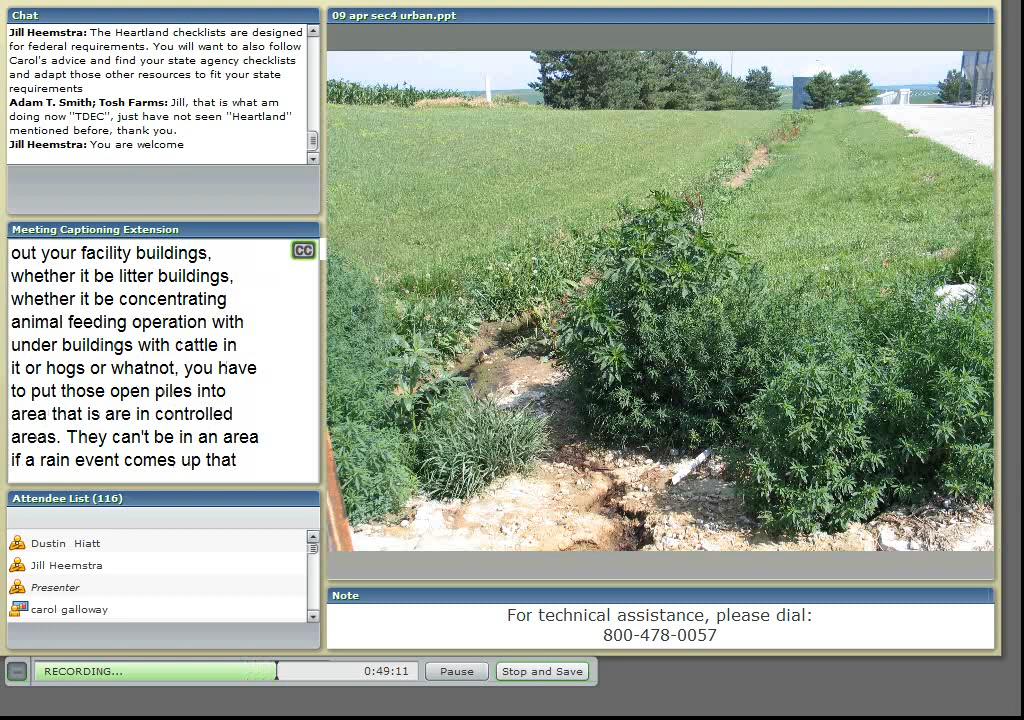 Chat
Jill Heemstra: The Heartland checklists are designed
for federal requirements. You will want to also follow
Carol's advice and find your state agency checklists
and adapt those other resources to fit your state
requirements
Adam T. Smith; Tosh Farms: Jill, that is what am
doing now "TDEC", just have not seen "Heartland"
mentioned before, thank you.
Jill Heemstra: You are welcome
Meeting Captioning Extension
CC
out your facility buildings,
whether it be litter buildings,
whether it be concentrating
animal feeding operation with
under buildings with cattle in
it or hogs or whatnot, you have
to put those open piles into
area that is are in controlled
areas. They can't be in an area
if a rain event comes up that
Attendee List (116)
Dustin Hiatt
Jill Heemstra
Presenter
carol galloway
09 apr sec4 urban.ppt
Note
For technical assistance, please dial:
800-478-0057
RECORDING...
0:49:11
Pause
Stop and Save